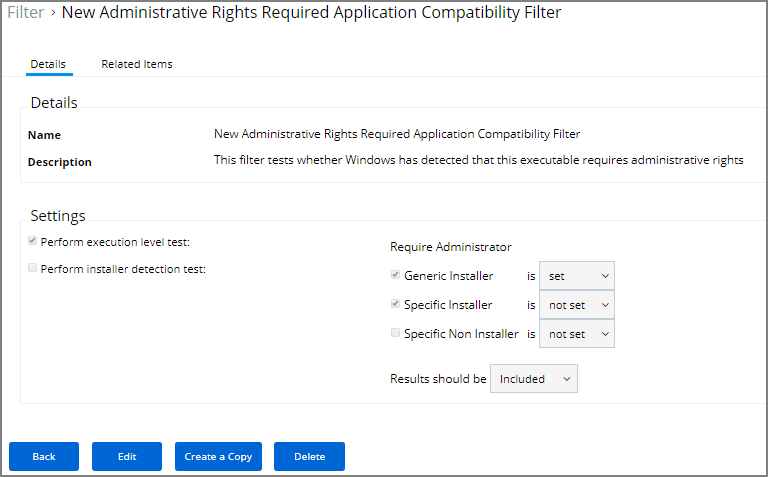 Filter › New Administrative Rights Required Application Compatibility Filter
Details Related Items
Details
Name New Administrative Rights Required Application Compatibility Filter
Description This filter tests whether Windows has detected that this executable requires administrative rights
Settings
Perform execution level test: Require Administrator
Perform installer detection test: Generic Installer is set
Specific Installer is not set
Specific Non Installer is not set
Results should be Included
Back Edit Create a Copy Delete